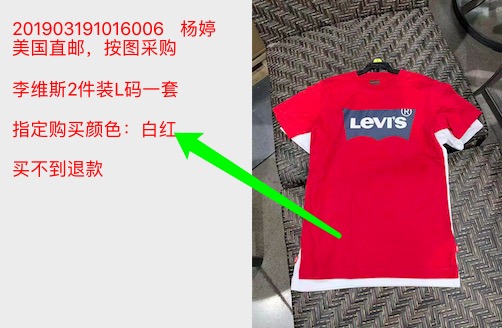 201903191016006 杨婷
美国直邮，按图采购
李维斯2件装L码一套
指定购买颜色：白红
买不到退款
LEVI'S®